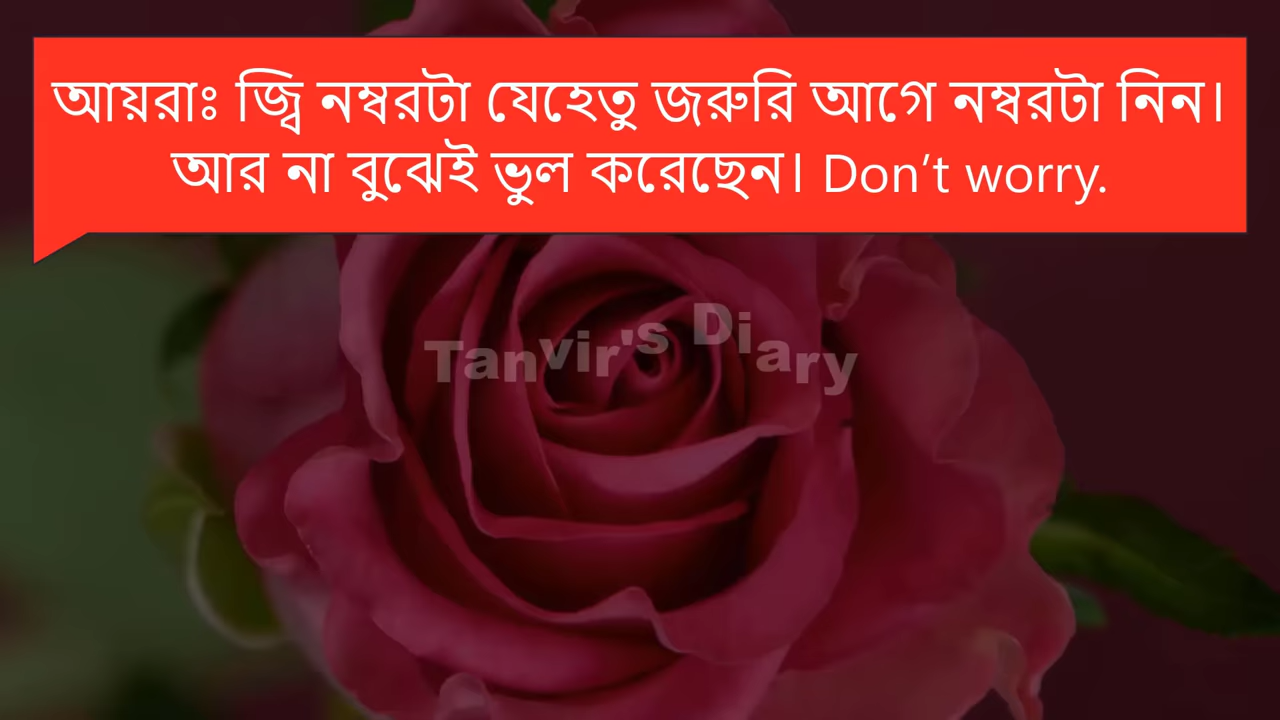 আয়রাঃ জ্বি নম্বরটা যেহেতু জরুরি আগে নম্বরটা নিন।
আর না বুঝেই ভুল করেছেন। Don’t worry.
Tanvir's Diary